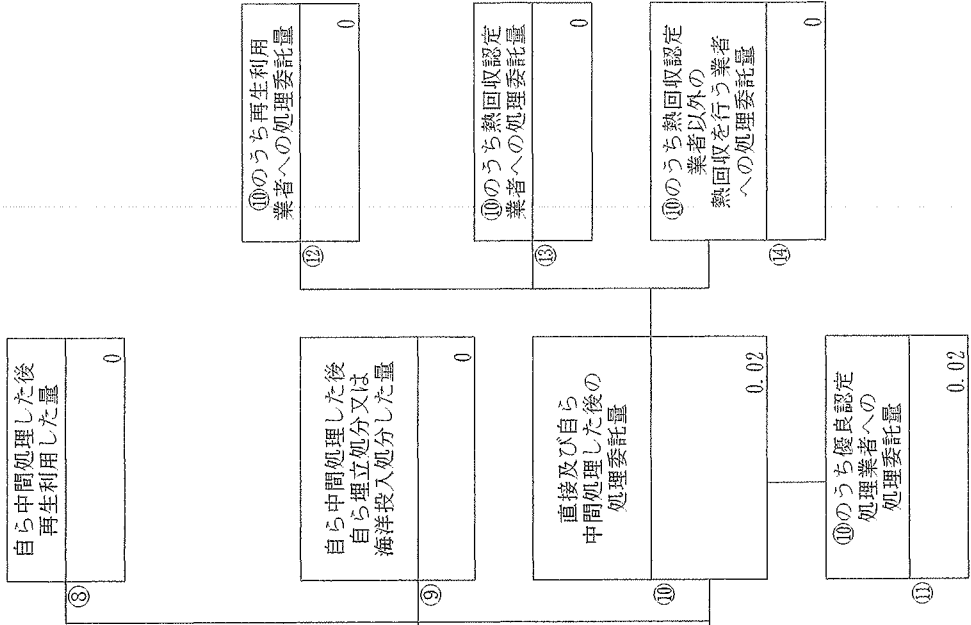 ⑧
自ら中間処理した後
再生利用した量
0
⑨
自ら中間処理した後
自ら埋立処分又は
海洋投入処分した量
0
⑩
直接及び自ら
中間処理した後の
処理委託量
0.02
⑪
⑩のうち優良認定
処理業者への
処理委託量
0.02
⑫
⑩のうち再生利用
業者への処理委託量
0
⑬
⑩のうち熱回収認定
業者への処理委託量
0
⑭
⑩のうち熱回収認定
業者以外の
熱回収を行う業者
への処理委託量
0